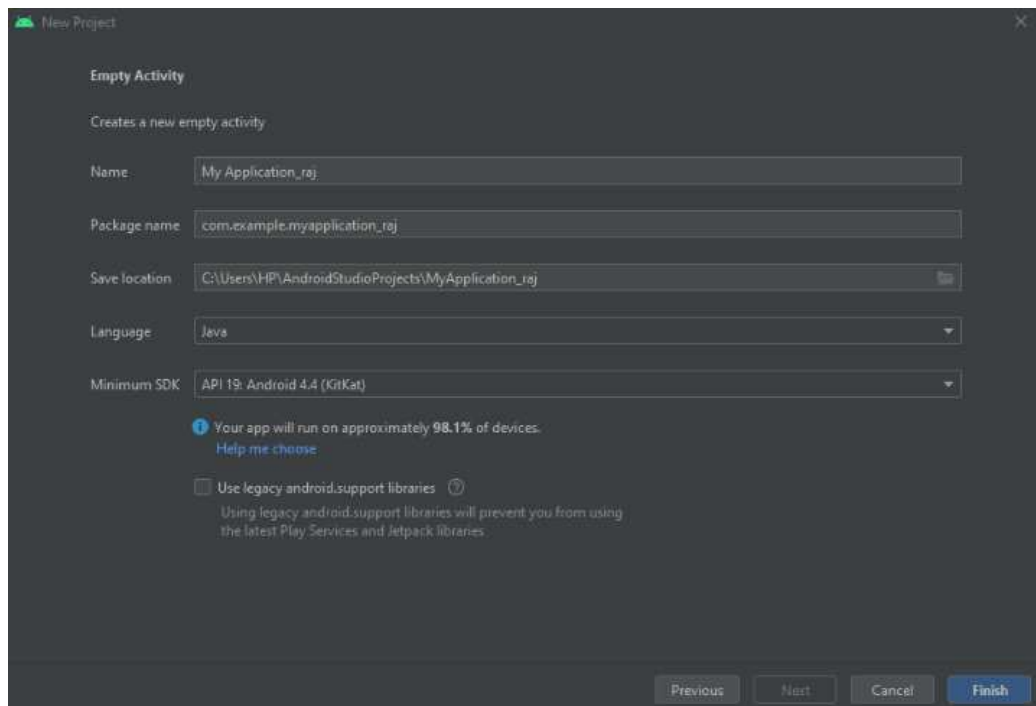 New Project
Empty Activity
Creates a new empty activity
Name My Application_raj
Package name com.example.myapplication_raj
Save location C:\Users\HP\AndroidStudioProjects\MyApplication_raj
Language Java
Minimum SDK API 19: Android 4.4 (KitKat)
Your app will run on approximately 98.1% of devices.
Help me choose
Use legacy android.support libraries
Using legacy android.support libraries will prevent you from using
the latest Play Services and Jetpack libraries
Previous Next Cancel Finish